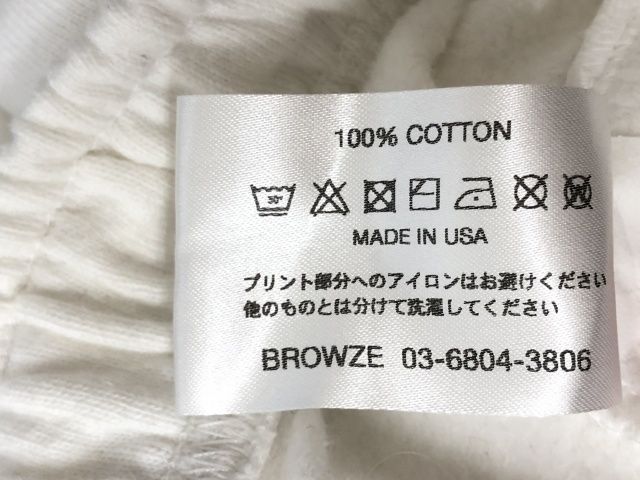 100% COTTON
30°
MADE IN USA
プリント部分へのアイロンはお避けください
他のものとは分けて洗濯してください
BROWZE 03-6804-3806